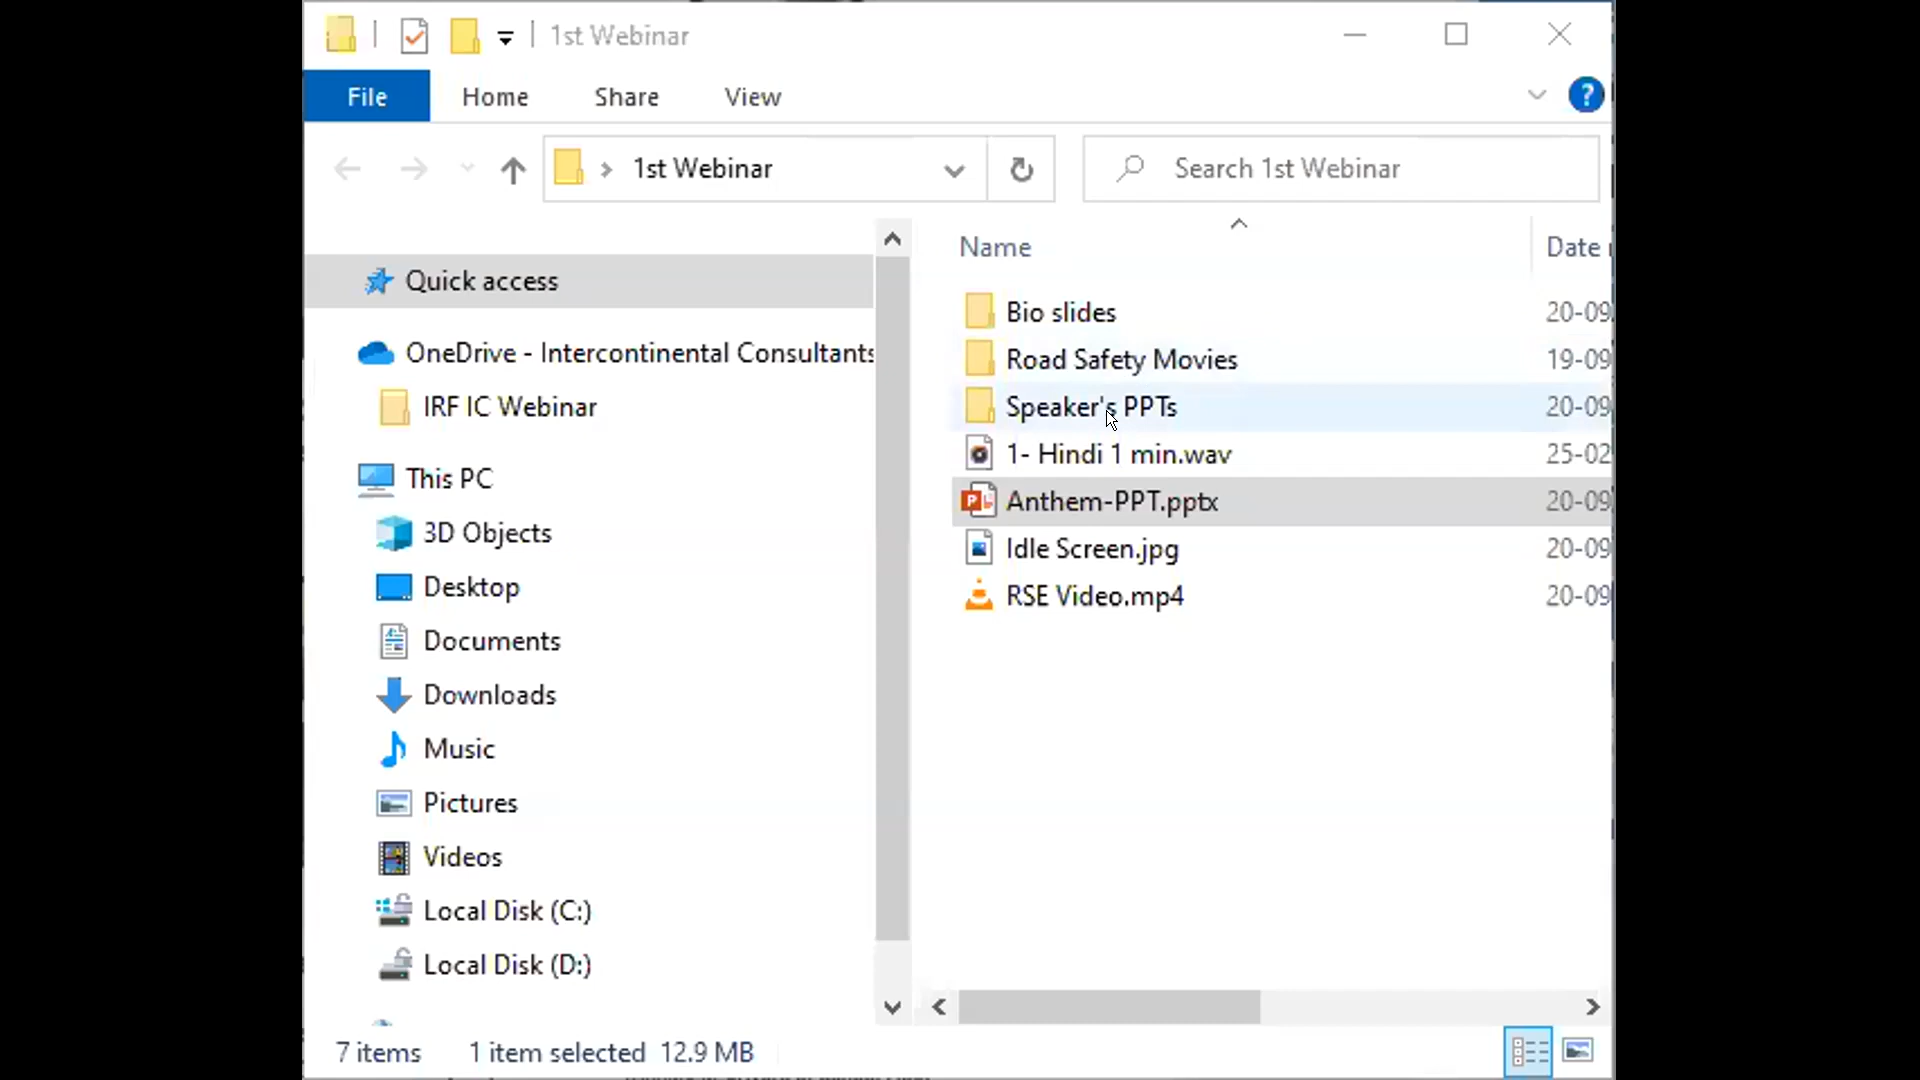 1st Webinar
File Home Share View
1st Webinar
Search 1st Webinar
Name
Date
Quick access
OneDrive - Intercontinental Consultants
IRF IC Webinar
This PC
3D Objects
Desktop
Documents
Downloads
Music
Pictures
Videos
Local Disk (C:)
Local Disk (D:)
Bio slides 20-09
Road Safety Movies 19-09
Speaker's PPTs 20-09
1- Hindi 1 min.wav 25-02
Anthem-PPT.pptx 20-09
Idle Screen.jpg 20-09
RSE Video.mp4 20-09
7 items 1 item selected 12.9 MB